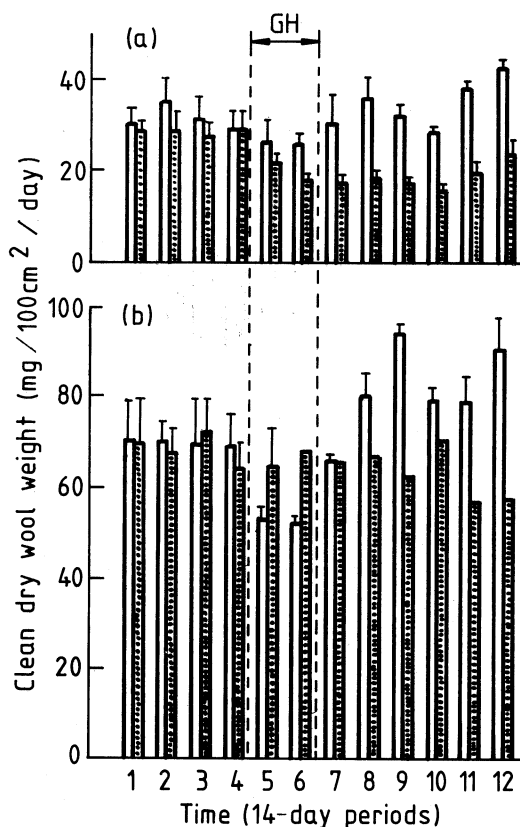 GH
(a)
40
20
0
(b)
100
80
60
40
20
0
Clean dry wool weight (mg/100cm² / day)
1 2 3 4 5 6 7 8 9 10 11 12
Time (14-day periods)